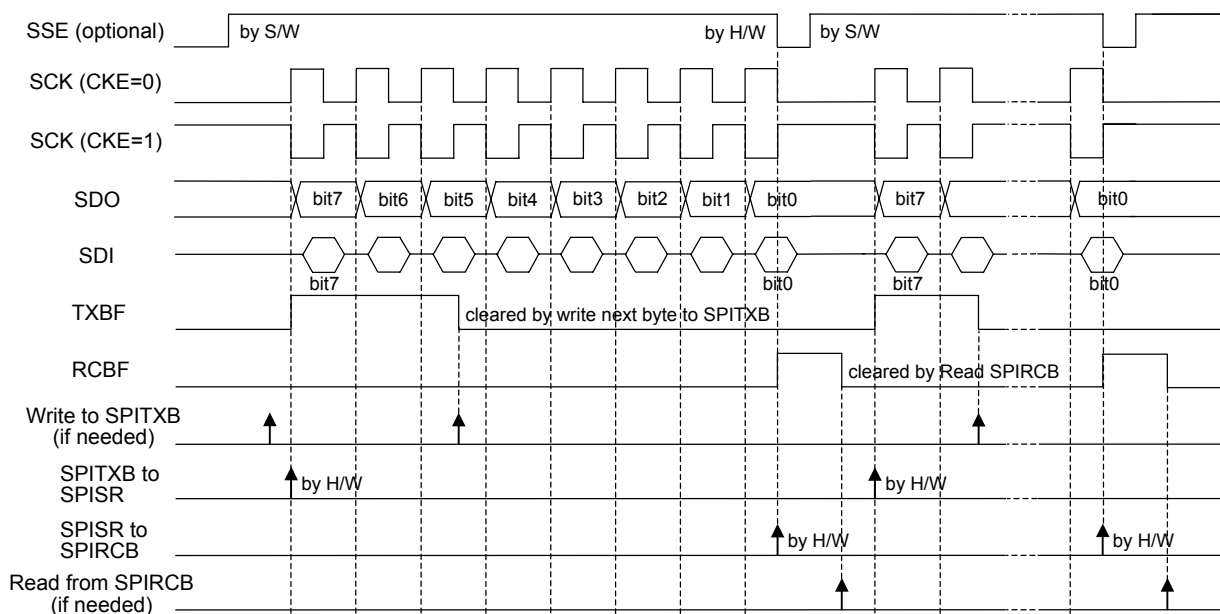 SSE (optional)
by S/W
by H/W
by S/W
SCK (CKE=0)
SCK (CKE=1)
SDO
bit7
bit6
bit5
bit4
bit3
bit2
bit1
bit0
bit7
bit0
SDI
bit7
bit0
bit7
bit0
TXBF
cleared by write next byte to SPITXB
RCBF
cleared by Read SPIRCB
Write to SPITXB
(if needed)
SPITXB to
SPISR
by H/W
by H/W
SPISR to
SPIRCB
by H/W
by H/W
Read from SPIRCB
(if needed)